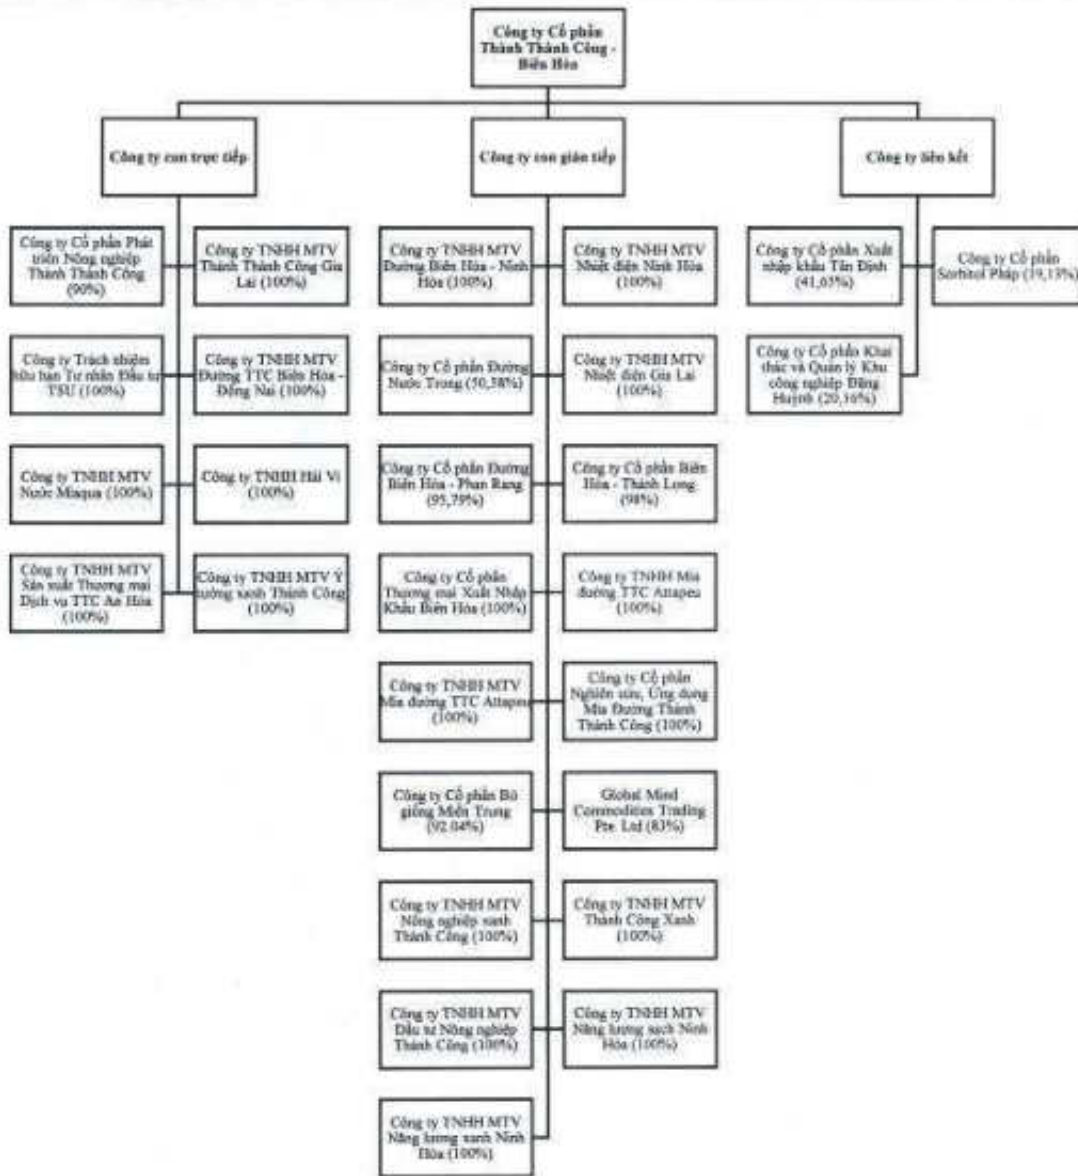 Công ty Cổ phần
Thành Thành Công -
Biên Hòa
Công ty con trực tiếp
Công ty con gián tiếp
Công ty liên kết
Công ty Cổ phần Phát
triển Nông nghiệp
Thành Thành Công
(90%)
Công ty TNHH MTV
Thành Thành Công Gia
Lai (100%)
Công ty Trách nhiệm
hữu hạn Tư nhân Đầu tư
TSU (100%)
Công ty TNHH MTV
Đường TTC Biên Hòa -
Đồng Nai (100%)
Công ty TNHH MTV
Nước Miaqua (100%)
Công ty TNHH Hải Vi
(100%)
Công ty TNHH MTV
Sản xuất Thương mại
Dịch vụ TTC An Hòa
(100%)
Công ty TNHH MTV Ý
tưởng xanh Thành Công
(100%)
Công ty TNHH MTV
Đường Biên Hòa - Ninh
Hòa (100%)
Công ty TNHH MTV
Nhiệt điện Ninh Hòa
(100%)
Công ty Cổ phần Đường
Nước Trong (50,38%)
Công ty TNHH MTV
Nhiệt điện Gia Lai
(100%)
Công ty Cổ phần Đường
Biên Hòa - Phan Rang
(95,79%)
Công ty Cổ phần Biên
Hòa - Thành Long
(98%)
Công ty Cổ phần
Thương mại Xuất Nhập
Khẩu Biên Hòa (100%)
Công ty TNHH Mía
đường TTC Attapeu
(100%)
Công ty TNHH MTV
Mía đường TTC Attapeu
(100%)
Công ty Cổ phần
Nghiên cứu, Ứng dụng
Mía Đường Thành
Thành Công (100%)
Công ty Cổ phần Bò
giống Miền Trung
(92.04%)
Global Mind
Commodities Trading
Pte. Ltd (83%)
Công ty TNHH MTV
Nông nghiệp xanh
Thành Công (100%)
Công ty TNHH MTV
Thành Công Xanh
(100%)
Công ty TNHH MTV
Đầu tư Nông nghiệp
Thành Công (100%)
Công ty TNHH MTV
Năng lượng sạch Ninh
Hòa (100%)
Công ty TNHH MTV
Năng lượng xanh Ninh
Hòa (100%)
Công ty Cổ phần Xuất
nhập khẩu Tân Định
(41,65%)
Công ty Cổ phần
Sorbitol Pháp (19,13%)
Công ty Cổ phần Khai
thác và Quản lý Khu
công nghiệp Đặng
Huỳnh (20,16%)